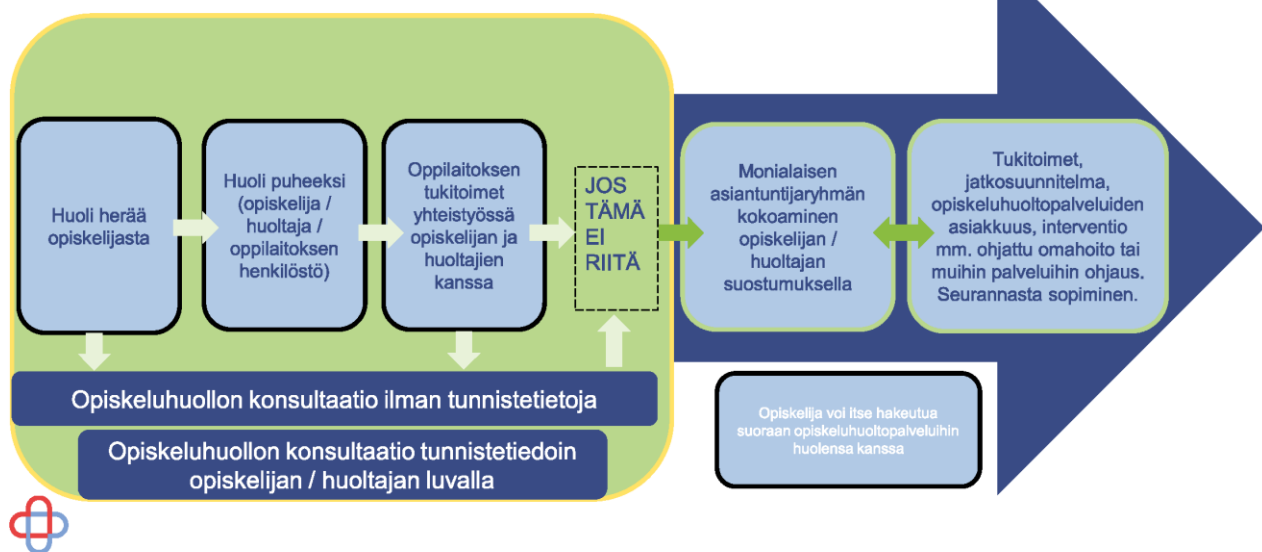 Huoli herää
opiskelijasta
Huoli puheeksi
(opiskelija /
huoltaja /
oppilaitoksen
henkilöstö)
Oppilaitoksen
tukitoimet
yhteistyössä
opiskelijan ja
huoltajien
kanssa
JOS
TÄMÄ
EI
RIITÄ
Monialaisen
asiantuntijaryhmän
kokoaminen
opiskelijan /
huoltajan
suostumuksella
Tukitoimet,
jatkosuunnitelma,
opiskeluhuoltopalveluiden
asiakkuus, interventio
mm. ohjattu omahoito tai
muihin palveluihin ohjaus.
Seurannasta sopiminen.
Opiskeluhuollon konsultaatio ilman tunnistetietoja
Opiskeluhuollon konsultaatio tunnistetiedoin
opiskelijan / huoltajan luvalla
Opiskelija voi itse hakeutua
suoraan opiskeluhuoltopalveluihin
huolensa kanssa